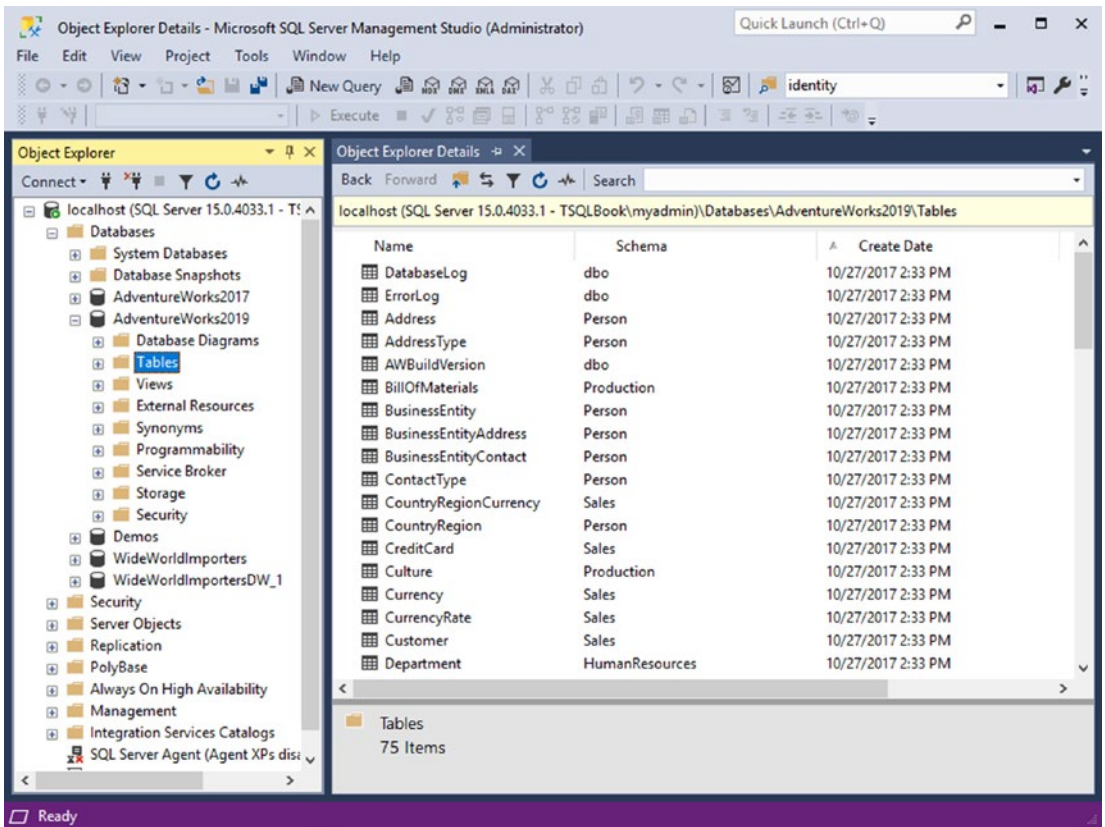 Object Explorer Details - Microsoft SQL Server Management Studio (Administrator)
Quick Launch (Ctrl+Q)
File Edit View Project Tools Window Help
New Query MDX DMX XMLA DAX identity
Execute
Object Explorer
Connect
localhost (SQL Server 15.0.4033.1 - TS
Databases
System Databases
Database Snapshots
AdventureWorks2017
AdventureWorks2019
Database Diagrams
Tables
Views
External Resources
Synonyms
Programmability
Service Broker
Storage
Security
Demos
WideWorldImporters
WideWorldImportersDW_1
Security
Server Objects
Replication
PolyBase
Always On High Availability
Management
Integration Services Catalogs
SQL Server Agent (Agent XPs disa
Object Explorer Details
Back Forward Search
localhost (SQL Server 15.0.4033.1 - TSQLBook\myadmin)\Databases\AdventureWorks2019\Tables
Name Schema Create Date
DatabaseLog dbo 10/27/2017 2:33 PM
ErrorLog dbo 10/27/2017 2:33 PM
Address Person 10/27/2017 2:33 PM
AddressType Person 10/27/2017 2:33 PM
AWBuildVersion dbo 10/27/2017 2:33 PM
BillOfMaterials Production 10/27/2017 2:33 PM
BusinessEntity Person 10/27/2017 2:33 PM
BusinessEntityAddress Person 10/27/2017 2:33 PM
BusinessEntityContact Person 10/27/2017 2:33 PM
ContactType Person 10/27/2017 2:33 PM
CountryRegionCurrency Sales 10/27/2017 2:33 PM
CountryRegion Person 10/27/2017 2:33 PM
CreditCard Sales 10/27/2017 2:33 PM
Culture Production 10/27/2017 2:33 PM
Currency Sales 10/27/2017 2:33 PM
CurrencyRate Sales 10/27/2017 2:33 PM
Customer Sales 10/27/2017 2:33 PM
Department HumanResources 10/27/2017 2:33 PM
Tables
75 Items
Ready